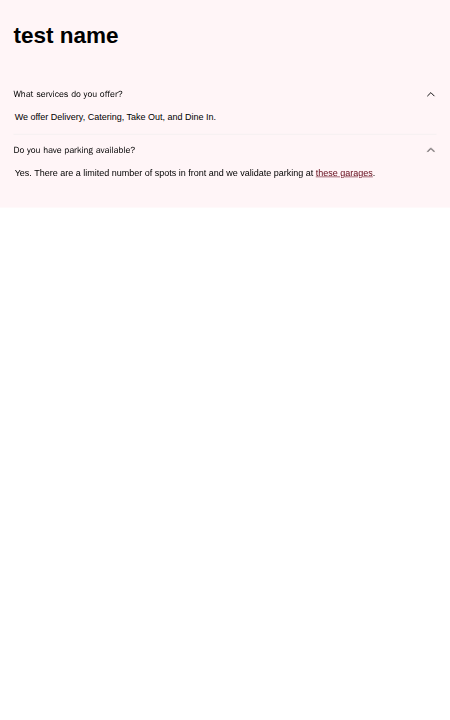 test name
What services do you offer?
We offer Delivery, Catering, Take Out, and Dine In.
Do you have parking available?
Yes. There are a limited number of spots in front and we validate parking at these garages.